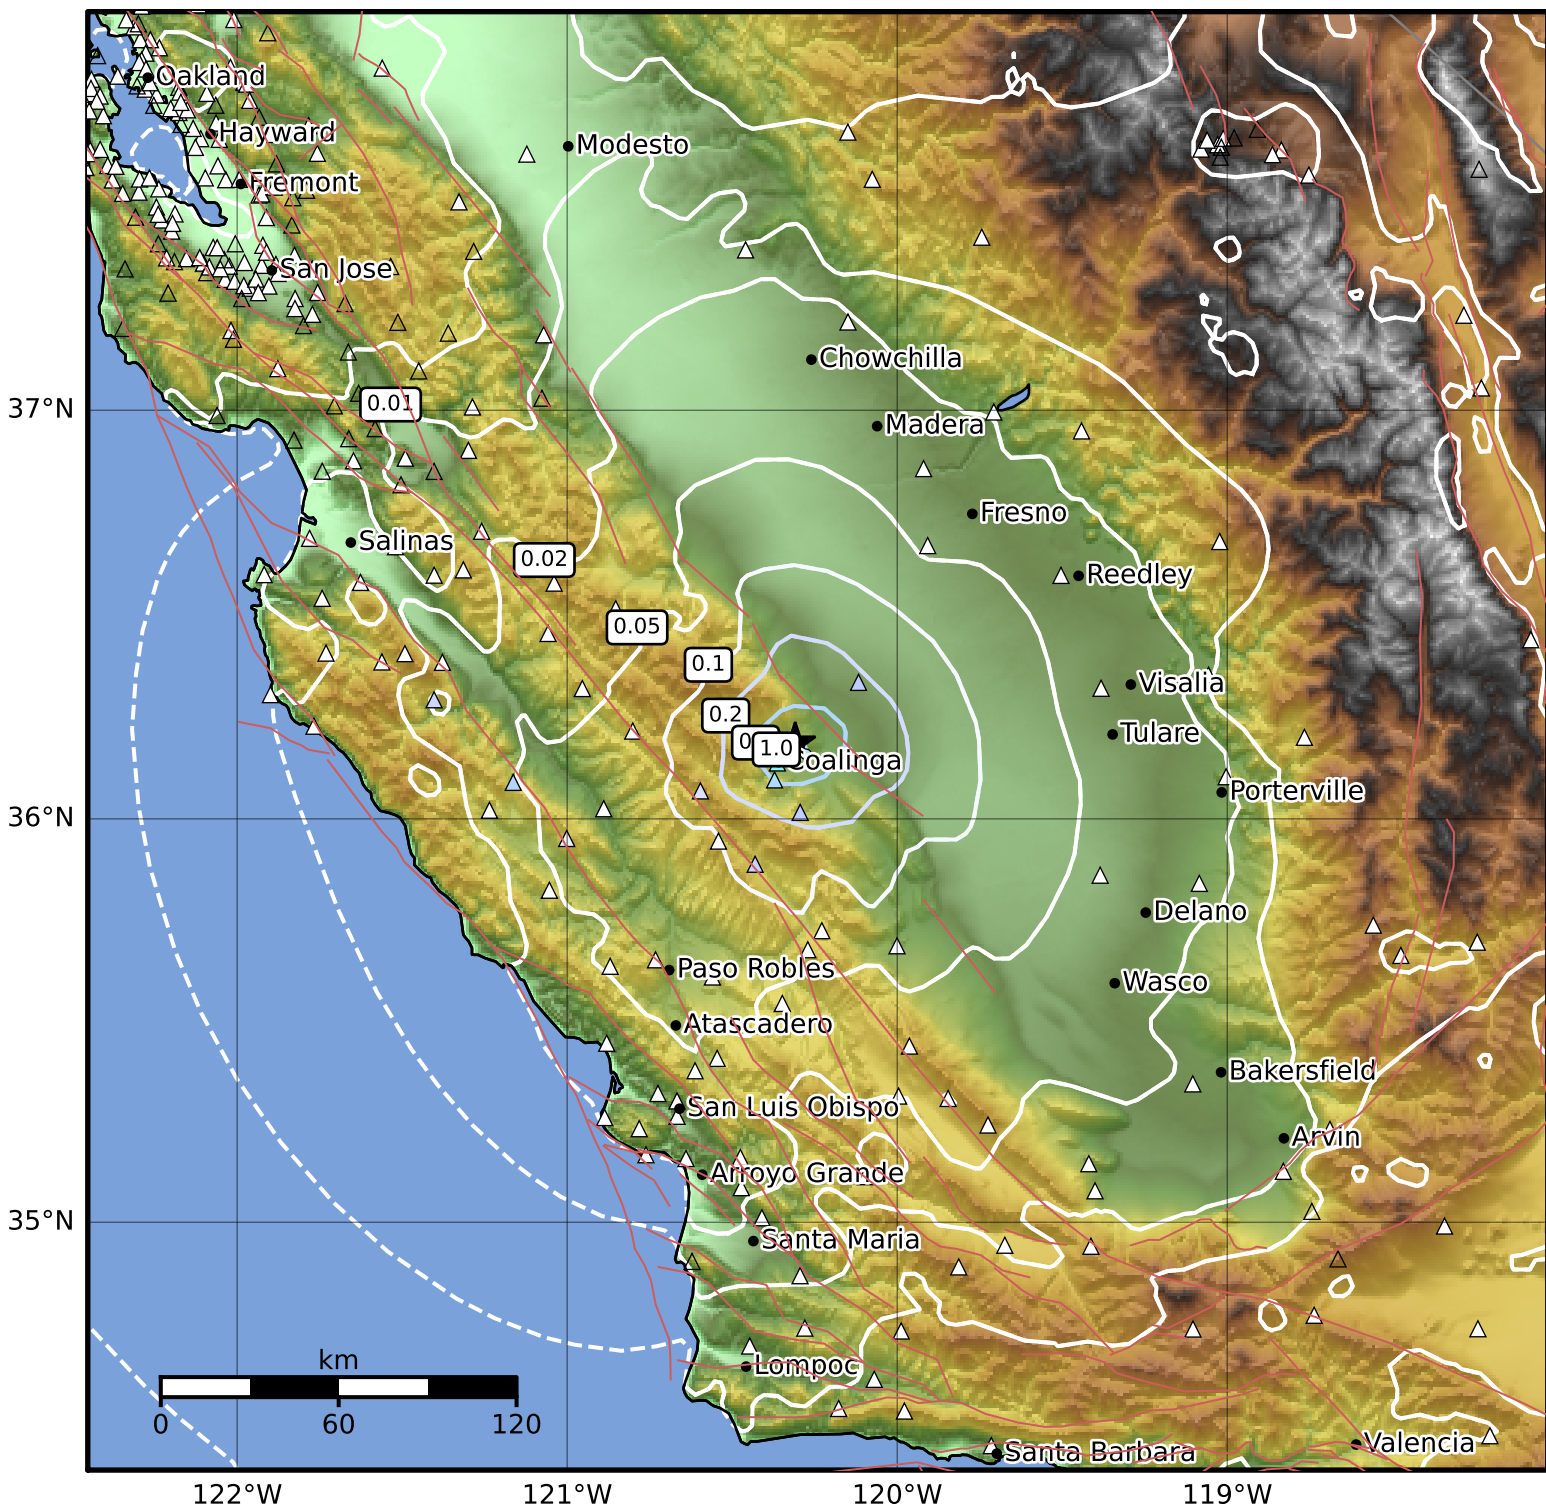 Oakland
Hayward
Modesto
Fremont
San Jose
Chowchilla
37°N
0.01
Madera
Fresno
Salinas
0.02
Reedley
0.05
0.1
Visalia
0.2
Tulare
1.0
Coalinga
Porterville
36°N
Delano
Paso Robles
Wasco
Atascadero
Bakersfield
San Luis Obispo
Arvin
Arroyo Grande
35°N
Santa Maria
km
Lompoc
0 60 120
Santa Barbara
Valencia
122°W 121°W 120°W 119°W